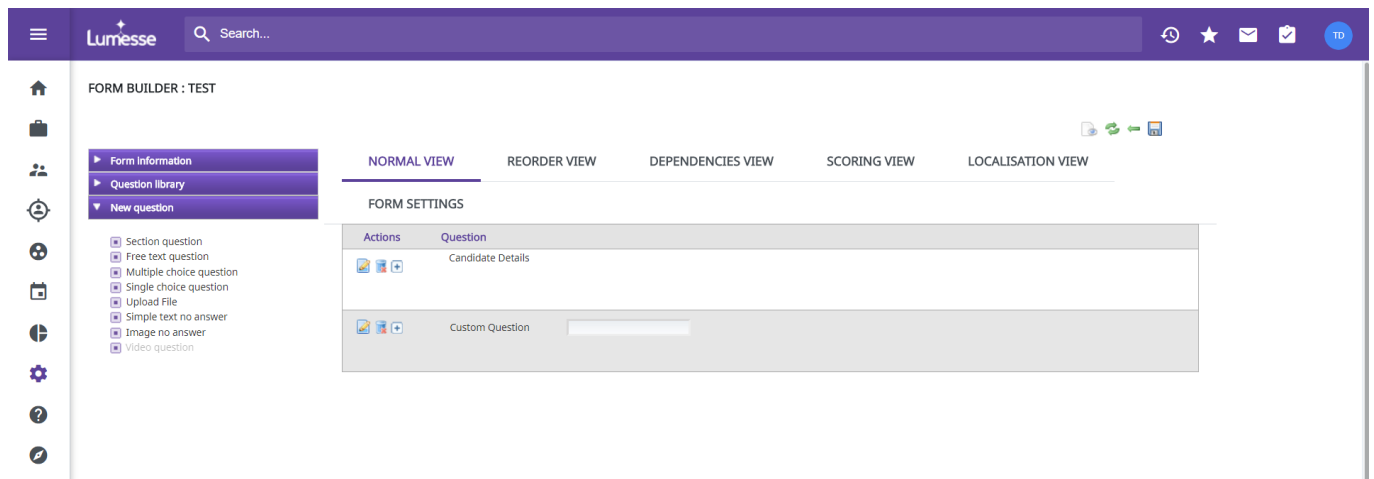 Lumesse
Search...
TD
FORM BUILDER : TEST
Form information
Question library
New question
Section question
Free text question
Multiple choice question
Single choice question
Upload File
Simple text no answer
Image no answer
Video question
NORMAL VIEW
REORDER VIEW
DEPENDENCIES VIEW
SCORING VIEW
LOCALISATION VIEW
FORM SETTINGS
Actions Question
Candidate Details
Custom Question